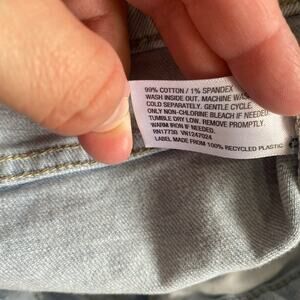 99% COTTON / 1% SPANDEX
WASH INSIDE OUT. MACHINE WASH
COLD SEPARATELY. GENTLE CYCLE.
ONLY NON-CHLORINE BLEACH IF NEEDED.
TUMBLE DRY LOW. REMOVE PROMPTLY.
WARM IRON IF NEEDED.
RN17730 VN1247024
LABEL MADE FROM 100% RECYCLED PLASTIC